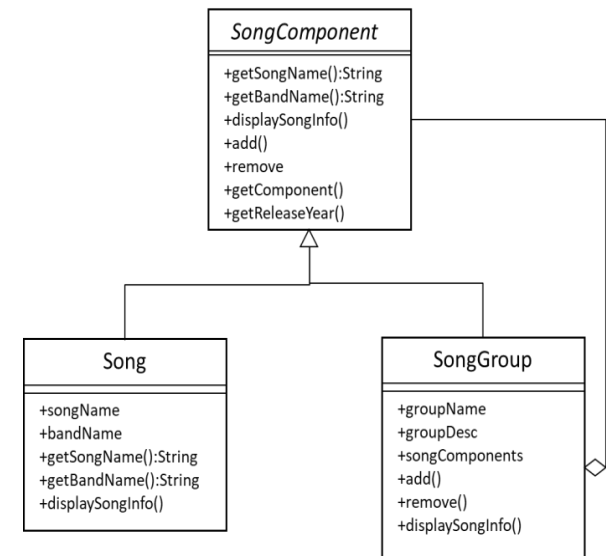 SongComponent
+getSongName():String
+getBandName():String
+displaySongInfo()
+add()
+remove
+getComponent()
+getReleaseYear()
Song
+songName
+bandName
+getSongName():String
+getBandName():String
+displaySongInfo()
SongGroup
+groupName
+groupDesc
+songComponents
+add()
+remove()
+displaySongInfo()